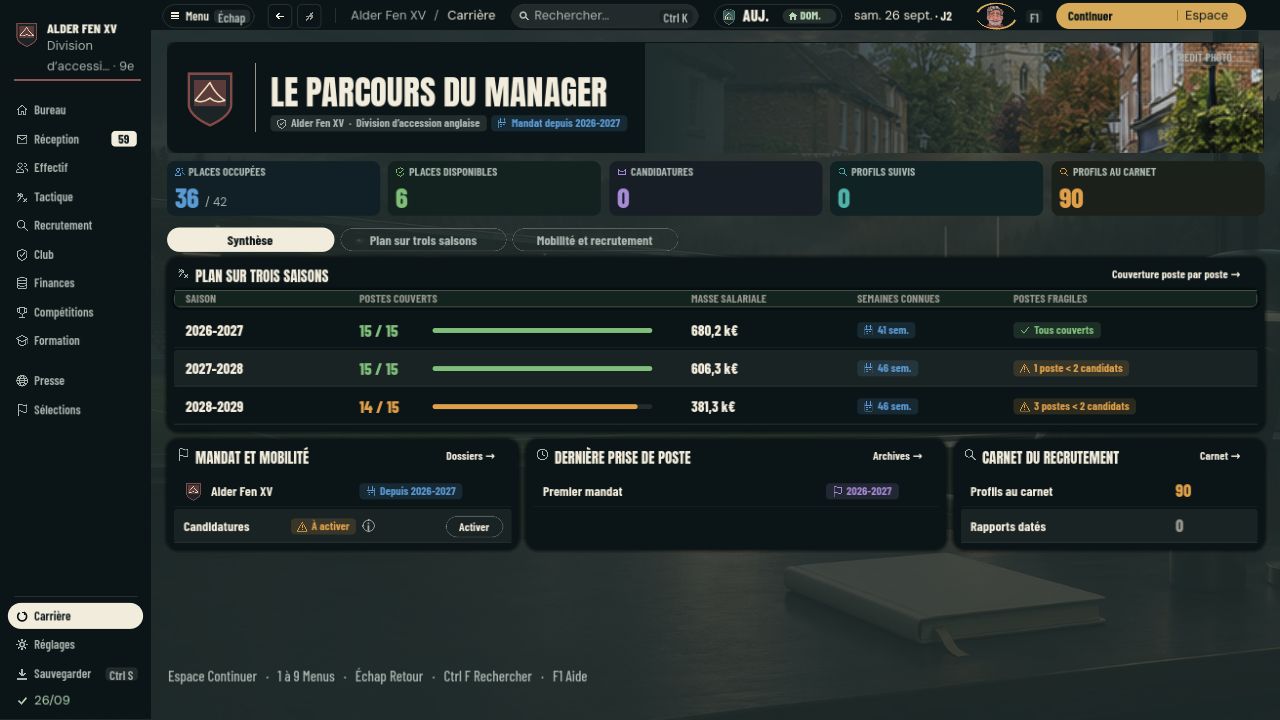 ALDER FEN XV
Division
d'accessi... · 9e
Menu Échap
Alder Fen XV / Carrière
Rechercher... Ctrl K
AUJ. DOM.
sam. 26 sept. · J2
F1
Continuer Espace
Bureau
Réception 59
Effectif
Tactique
Recrutement
Club
Finances
Compétitions
Formation
Presse
Sélections
Carrière
Réglages
Sauvegarder Ctrl S
26/09
LE PARCOURS DU MANAGER
Alder Fen XV · Division d'accession anglaise
Mandat depuis 2026-2027
PLACES OCCUPÉES
36 / 42
PLACES DISPONIBLES
6
CANDIDATURES
0
PROFILS SUIVIS
0
PROFILS AU CARNET
90
Synthèse
Plan sur trois saisons
Mobilité et recrutement
PLAN SUR TROIS SAISONS
Couverture poste par poste →
SAISON POSTES COUVERTS MASSE SALARIALE SEMAINES CONNUES POSTES FRAGILES
2026-2027 15 / 15 680,2 k€ 41 sem. Tous couverts
2027-2028 15 / 15 606,3 k€ 46 sem. 1 poste < 2 candidats
2028-2029 14 / 15 381,3 k€ 46 sem. 3 postes < 2 candidats
MANDAT ET MOBILITÉ Dossiers →
Alder Fen XV Depuis 2026-2027
Candidatures À activer Activer
DERNIÈRE PRISE DE POSTE Archives →
Premier mandat 2026-2027
CARNET DU RECRUTEMENT Carnet →
Profils au carnet 90
Rapports datés 0
Espace Continuer · 1 à 9 Menus · Échap Retour · Ctrl F Rechercher · F1 Aide